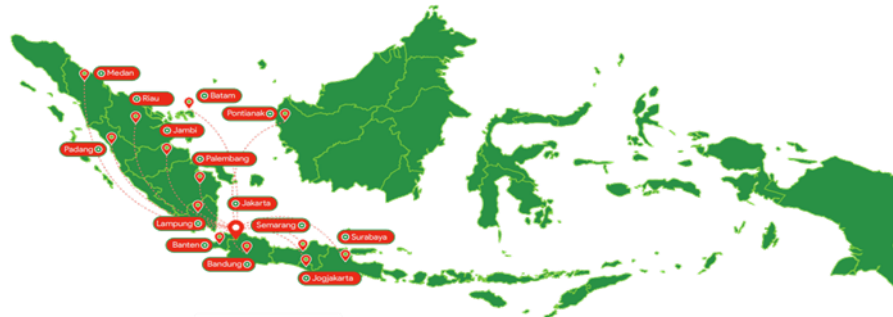 Medan
Batam
Riau
Pontianak
Jambi
Padang
Palembang
Jakarta
Lampung
Semarang
Surabaya
Banten
Bandung
Jogjakarta